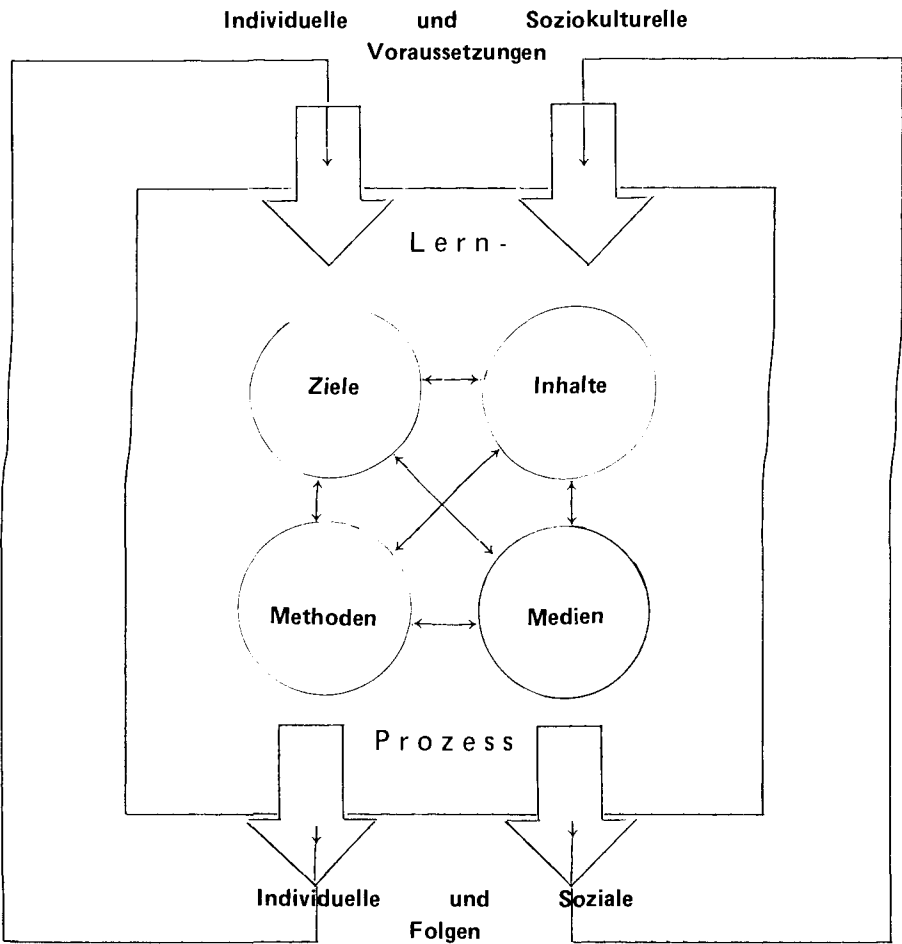 Individuelle und Soziokulturelle
Voraussetzungen
Lern-
Ziele Inhalte
Methoden Medien
Prozess
Individuelle und Soziale
Folgen